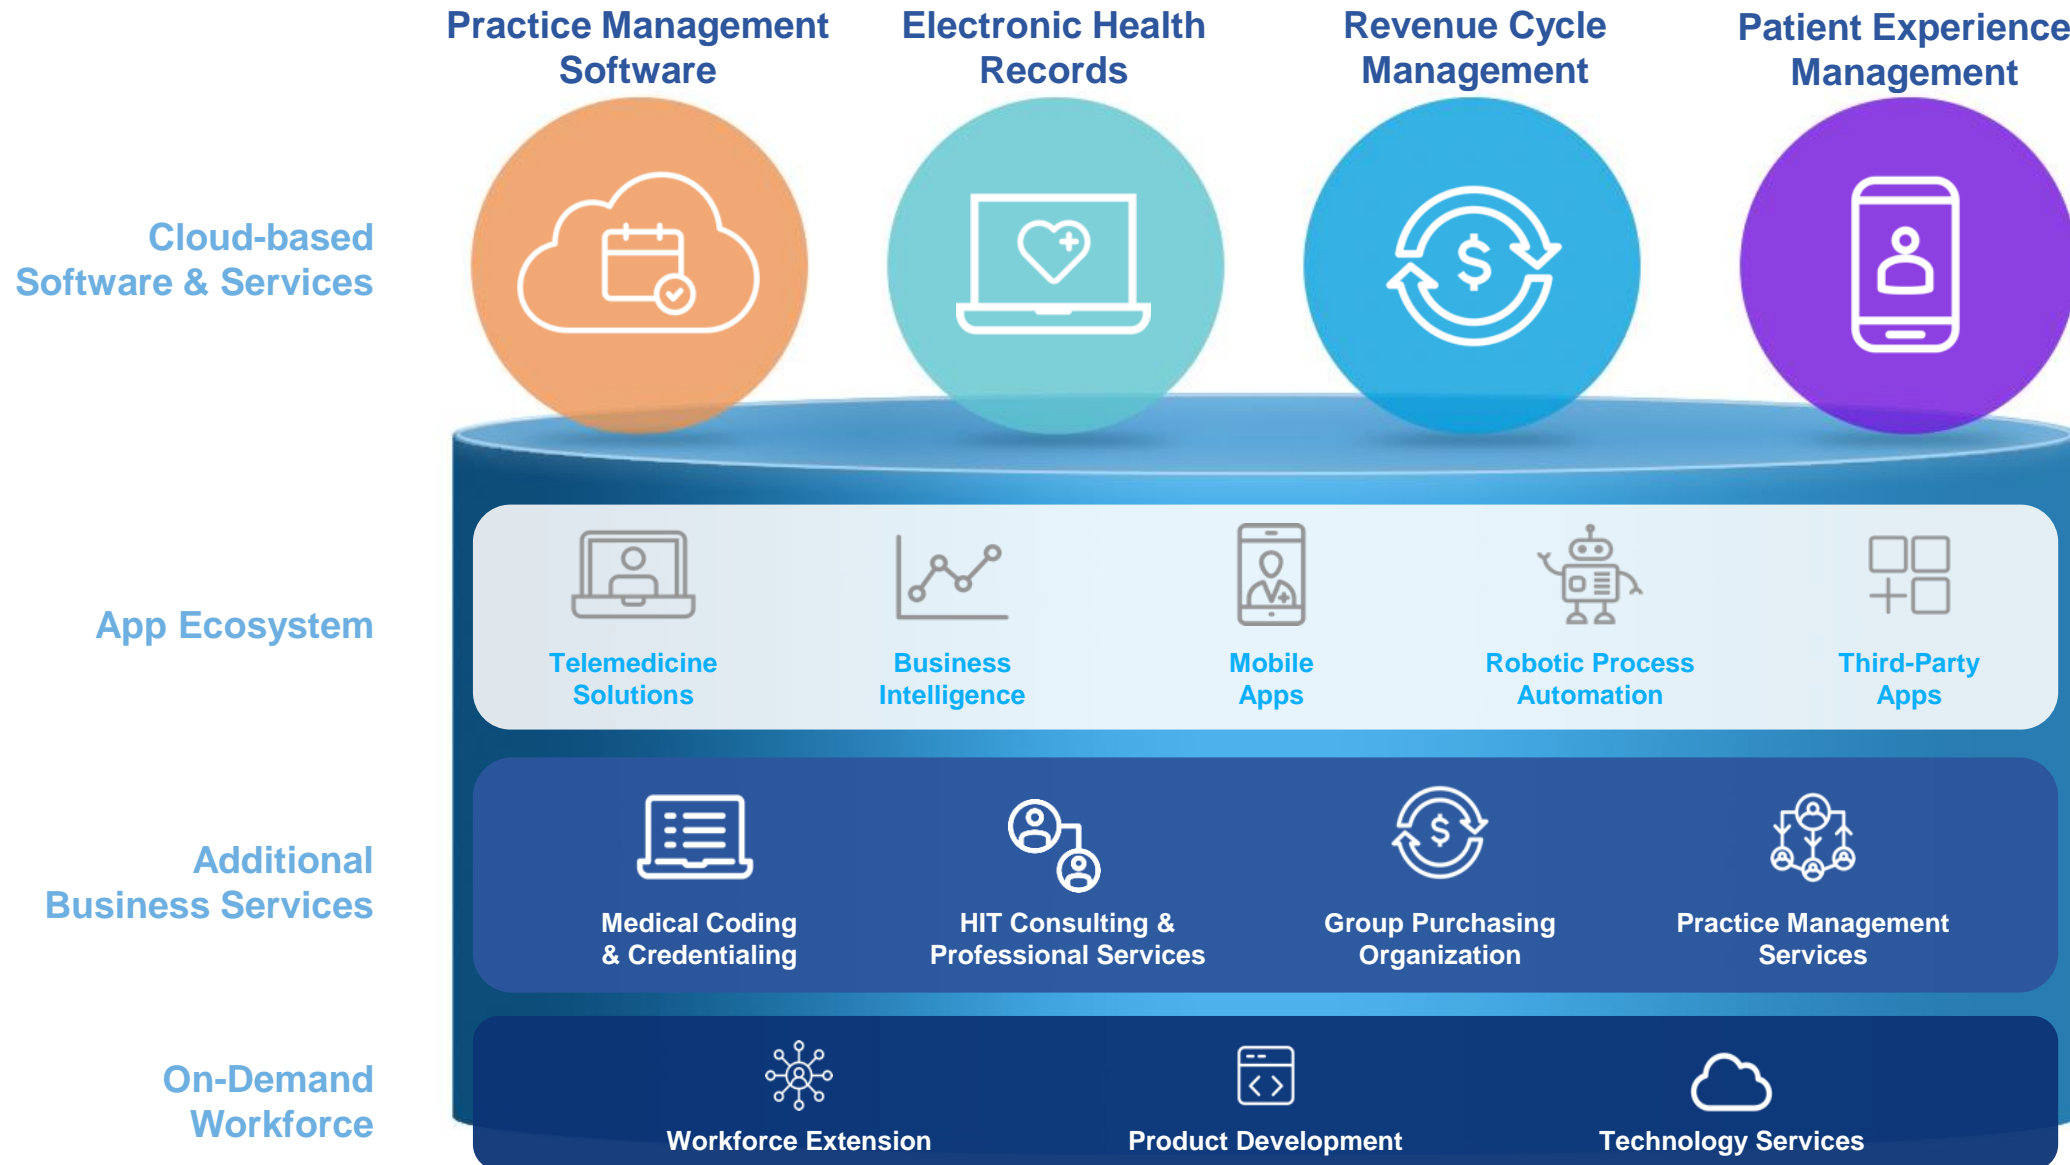 Practice Management
Software
Electronic Health
Records
Revenue Cycle
Management
Patient Experience
Management
Cloud-based
Software & Services
App Ecosystem
Telemedicine
Solutions
Business
Intelligence
Mobile
Apps
Robotic Process
Automation
Third-Party
Apps
Additional
Business Services
Medical Coding
& Credentialing
HIT Consulting &
Professional Services
Group Purchasing
Organization
Practice Management
Services
On-Demand
Workforce
Workforce Extension
Product Development
Technology Services